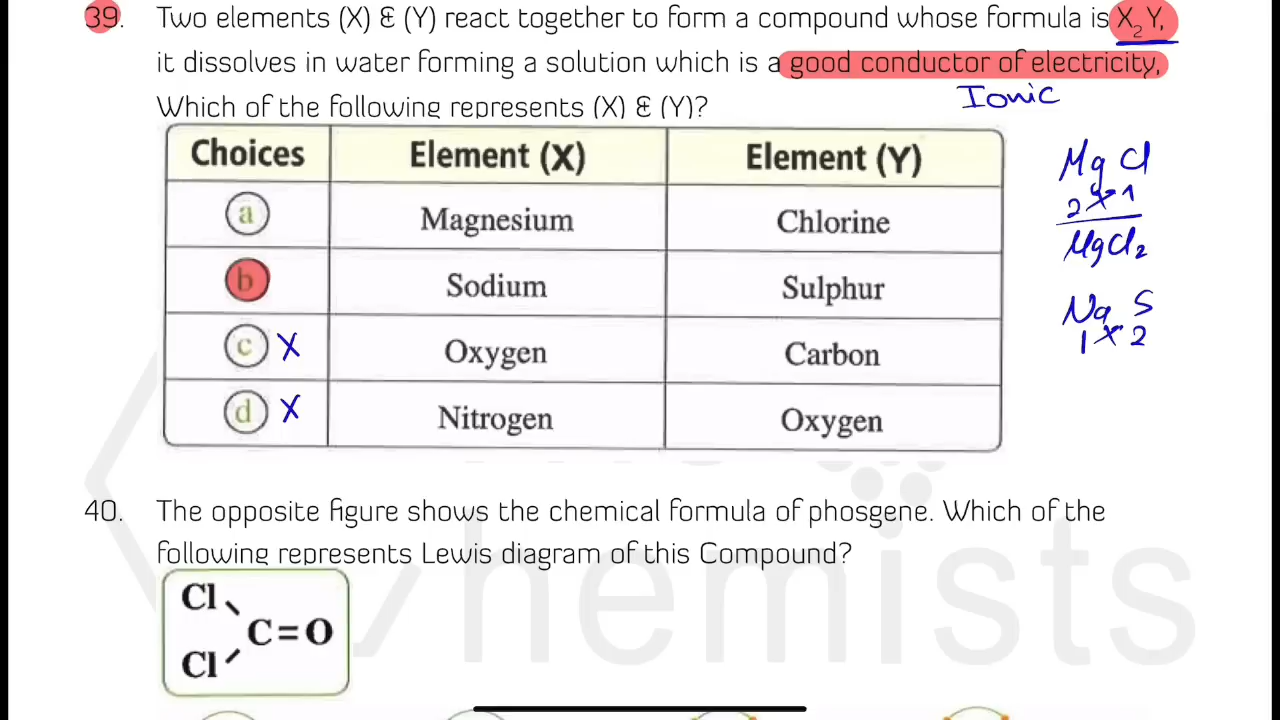 39. Two elements (X) & (Y) react together to form a compound whose formula is X₂Y,
it dissolves in water forming a solution which is a good conductor of electricity,
Ionic
Which of the following represents (X) & (Y)?
Choices Element (X) Element (Y)
a Magnesium Chlorine
b Sodium Sulphur
c X Oxygen Carbon
d X Nitrogen Oxygen
Mg Cl
2 1
MgCl₂
Na S
1 2
40. The opposite figure shows the chemical formula of phosgene. Which of the
following represents Lewis diagram of this Compound?
Cl
C=O
Cl
hemists